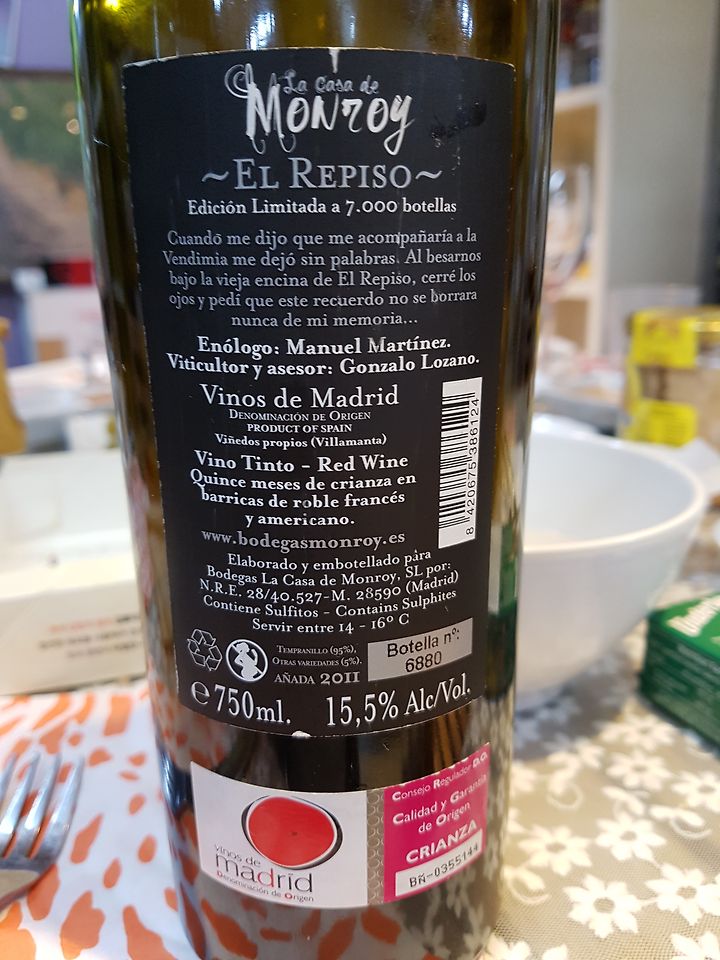 La Casa de
Monroy
~El Repiso~
Edición Limitada a 7.000 botellas
Cuando me dijo que me acompañaría a la
Vendimia me dejó sin palabras. Al besarnos
bajo la vieja encina de El Repiso, cerré los
ojos y pedí que este recuerdo no se borrara
nunca de mi memoria...
Enólogo: Manuel Martínez.
Viticultor y asesor: Gonzalo Lozano.
Vinos de Madrid
Denominación de Origen
PRODUCT OF SPAIN
Viñedos propios (Villamanta)
Vino Tinto - Red Wine
Quince meses de crianza en
barricas de roble francés
y americano.
8 420675 386124
www.bodegasmonroy.es
Elaborado y embotellado para
Bodegas La Casa de Monroy, SL por:
N.R.E. 28/40.527-M. 28590 (Madrid)
Contiene Sulfitos - Contains Sulphites
Servir entre 14 - 16º C
Tempranillo (95%),
Otras variedades (5%).
AÑADA 2011
Botella nº:
6880
e 750ml. 15,5% Alc/Vol.
vinos de
madrid
Denominación de Origen
Consejo Regulador D.O.
Calidad y Garantía
de Origen
CRIANZA
BÑ-0355144